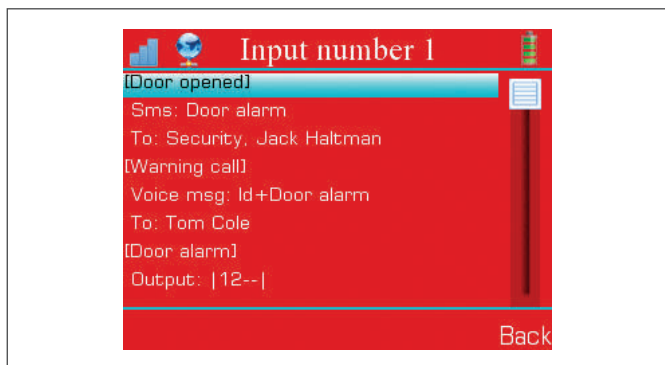 Input number 1
[Door opened]
Sms: Door alarm
To: Security, Jack Haltman
[Warning call]
Voice msg: Id+Door alarm
To: Tom Cole
[Door alarm]
Output: |12--|
Back